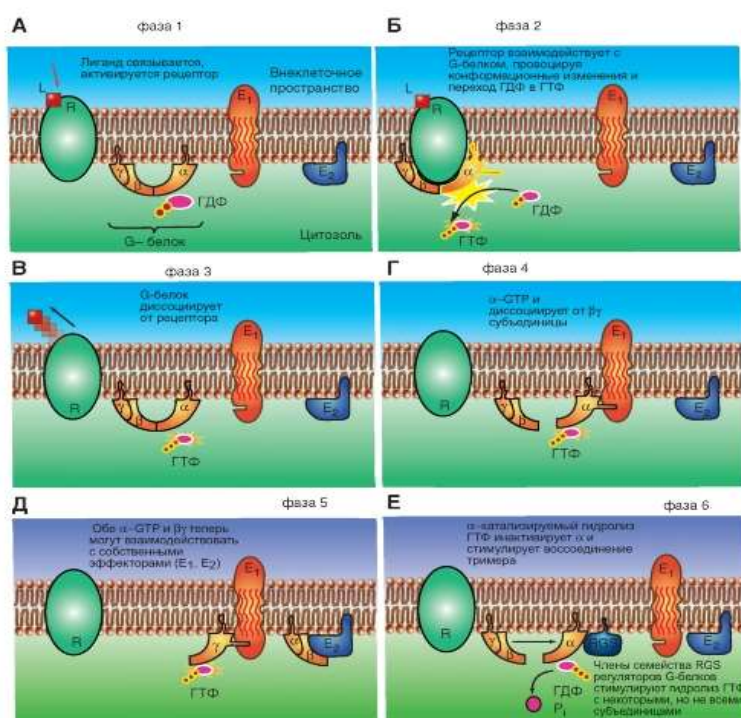 А
фаза 1
Лиганд связывается,
активируется рецептор
Внеклеточное
пространство
L
R
E1
E2
γ
β
α
ГДФ
G– белок
Цитозоль
Б
фаза 2
Рецептор взаимодействует с
G-белком, провоцируя
конформационные изменения и
переход ГДФ в ГТФ
L
R
E1
E2
γ
β
α
ГДФ
ГТФ
В
фаза 3
G-белок
диссоциирует
от рецептора
E1
R
γ
β
α
E2
ГТФ
Г
фаза 4
α-GTP и
диссоциирует от βγ
субъединицы
E1
R
γ
β
α
E2
ГТФ
Д
фаза 5
Обе α-GTP и βγ теперь
могут взаимодействовать
с собственными
эффекторами (E1, E2)
E1
R
γ
α
β
E2
ГТФ
Е
фаза 6
α-катализируемый гидролиз
ГТФ инактивирует α и
стимулирует воссоединение
тримера
E1
R
γ
β
α
RGS
E2
ГДФ
Pi
Члены семейства RGS
регуляторов G-белков
стимулируют гидролиз ГТФ
с некоторыми, но не всеми
субъединицами